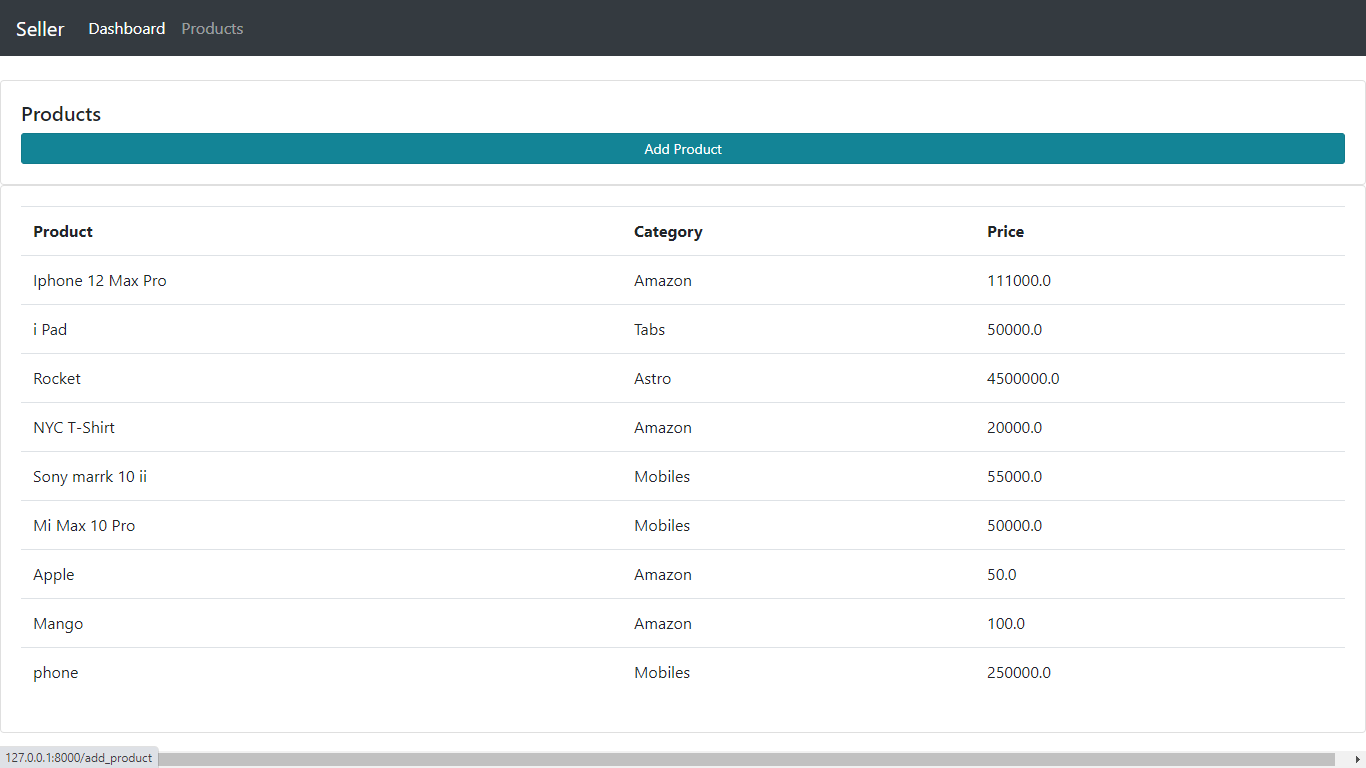 Seller Dashboard Products
Products
Add Product
Product Category Price
Iphone 12 Max Pro Amazon 111000.0
i Pad Tabs 50000.0
Rocket Astro 4500000.0
NYC T-Shirt Amazon 20000.0
Sony marrk 10 ii Mobiles 55000.0
Mi Max 10 Pro Mobiles 50000.0
Apple Amazon 50.0
Mango Amazon 100.0
phone Mobiles 250000.0
127.0.0.1:8000/add_product